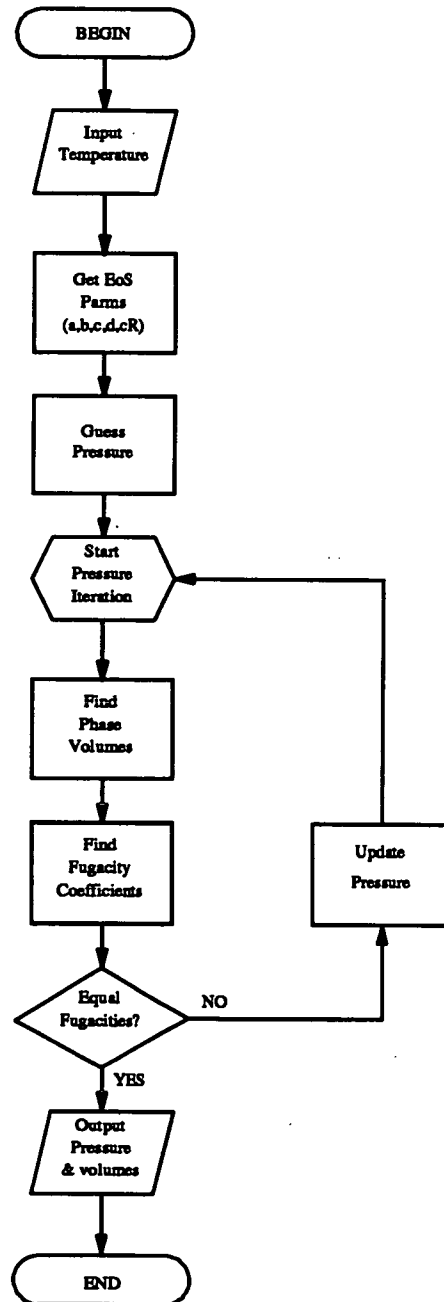 BEGIN
Input
Temperature
Get EoS
Parms
(a,b,c,d,cR)
Guess
Pressure
Start
Pressure
Iteration
Find
Phase
Volumes
Find
Fugacity
Coefficients
Update
Pressure
Equal
Fugacities?
NO
YES
Output
Pressure
& volumes
END